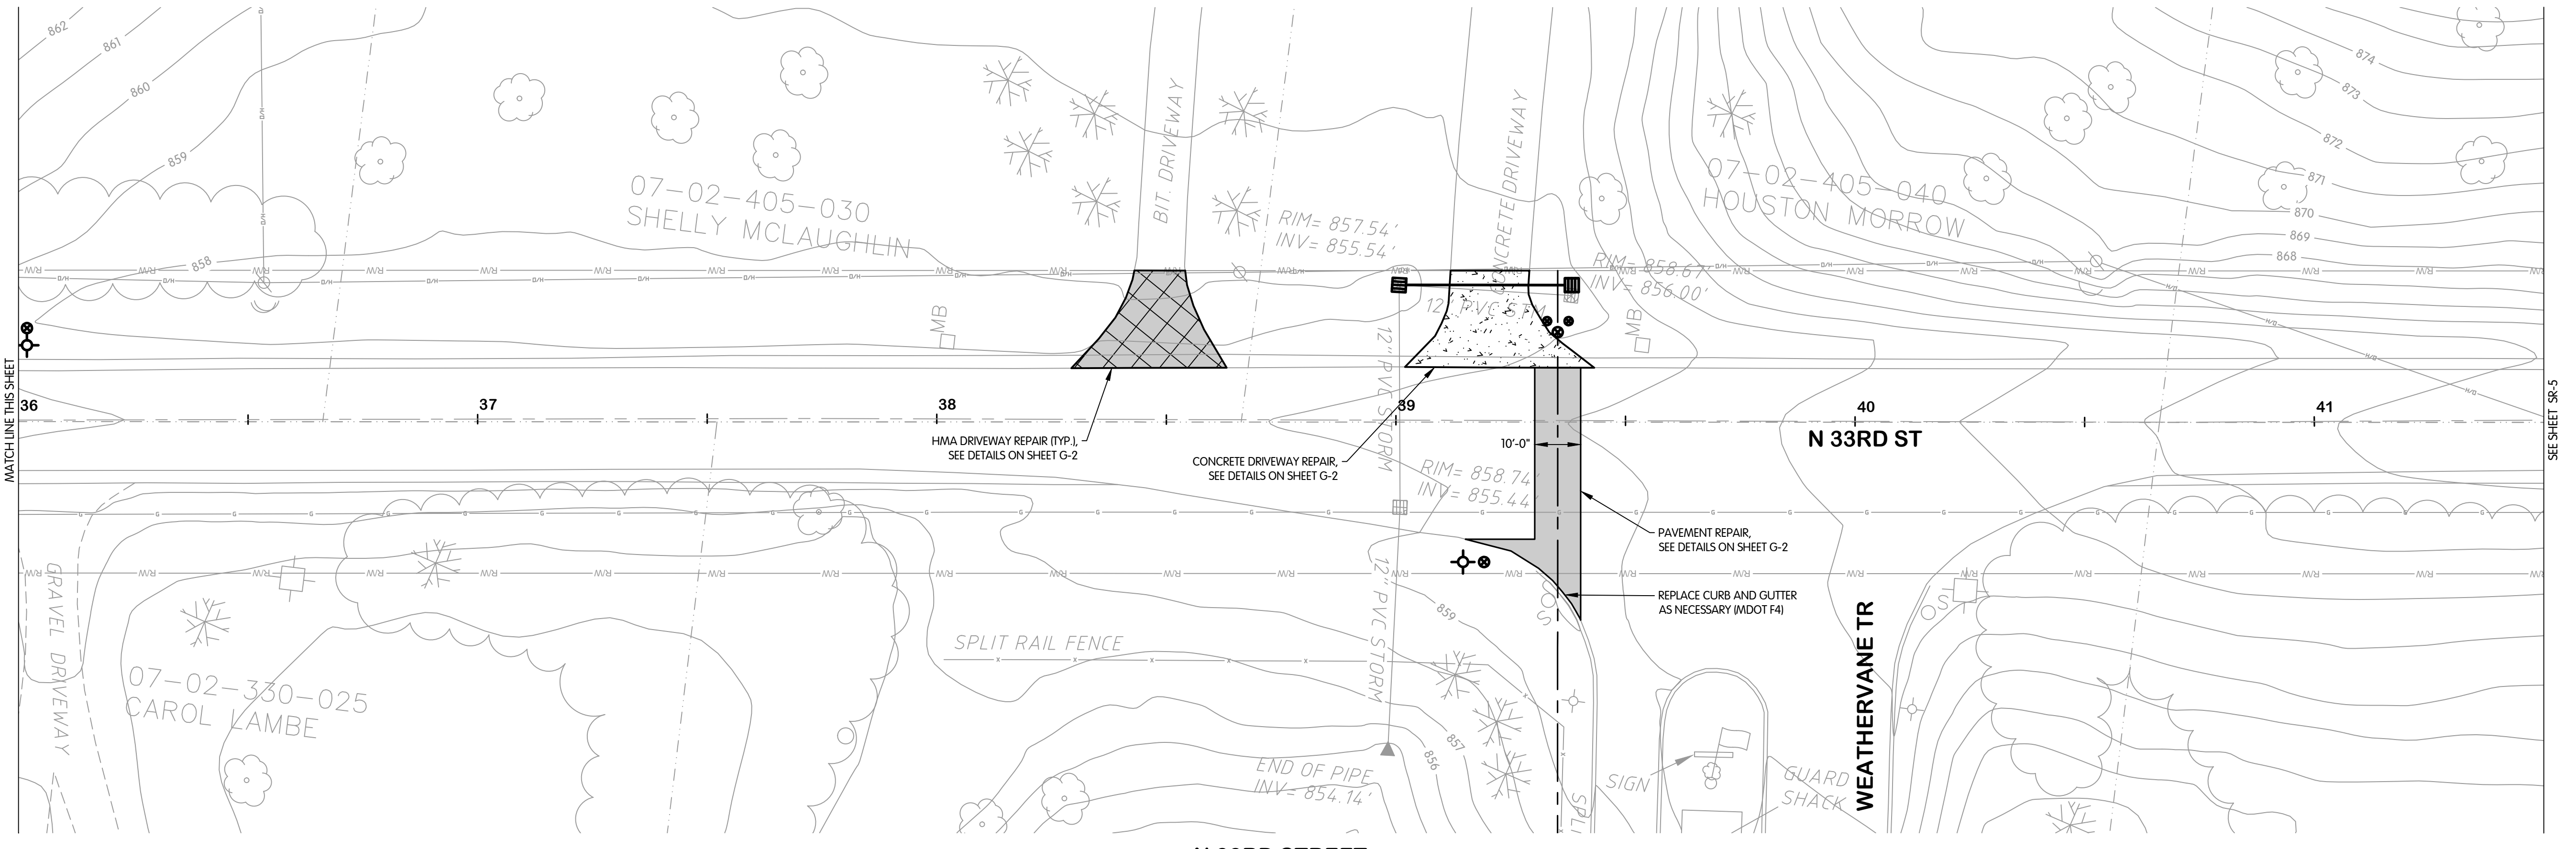 862
861
860
859
858
07-02-405-030
SHELLY MCLAUGHLIN
BIT. DRIVEWAY
RIM= 857.54'
INV= 855.54'
CONCRETE DRIVEWAY
12" PVC STM
RIM= 858.67'
INV= 856.00'
07-02-405-040
HOUSTON MORROW
874
873
872
871
870
869
868
R/W
MB
MB
MATCH LINE THIS SHEET
36
37
38
39
40
41
SEE SHEET SR-5
N 33RD ST
HMA DRIVEWAY REPAIR (TYP.),
SEE DETAILS ON SHEET G-2
CONCRETE DRIVEWAY REPAIR,
SEE DETAILS ON SHEET G-2
10'-0"
12" PVC STORM
RIM= 858.74'
INV= 855.44'
PAVEMENT REPAIR,
SEE DETAILS ON SHEET G-2
REPLACE CURB AND GUTTER
AS NECESSARY (MDOT F4)
GRAVEL DRIVEWAY
07-02-330-025
CAROL LAMBE
SPLIT RAIL FENCE
12" PVC STORM
859
857
856
END OF PIPE
INV= 854.14'
SIGN
GUARD
SHACK
WEATHERVANE TR